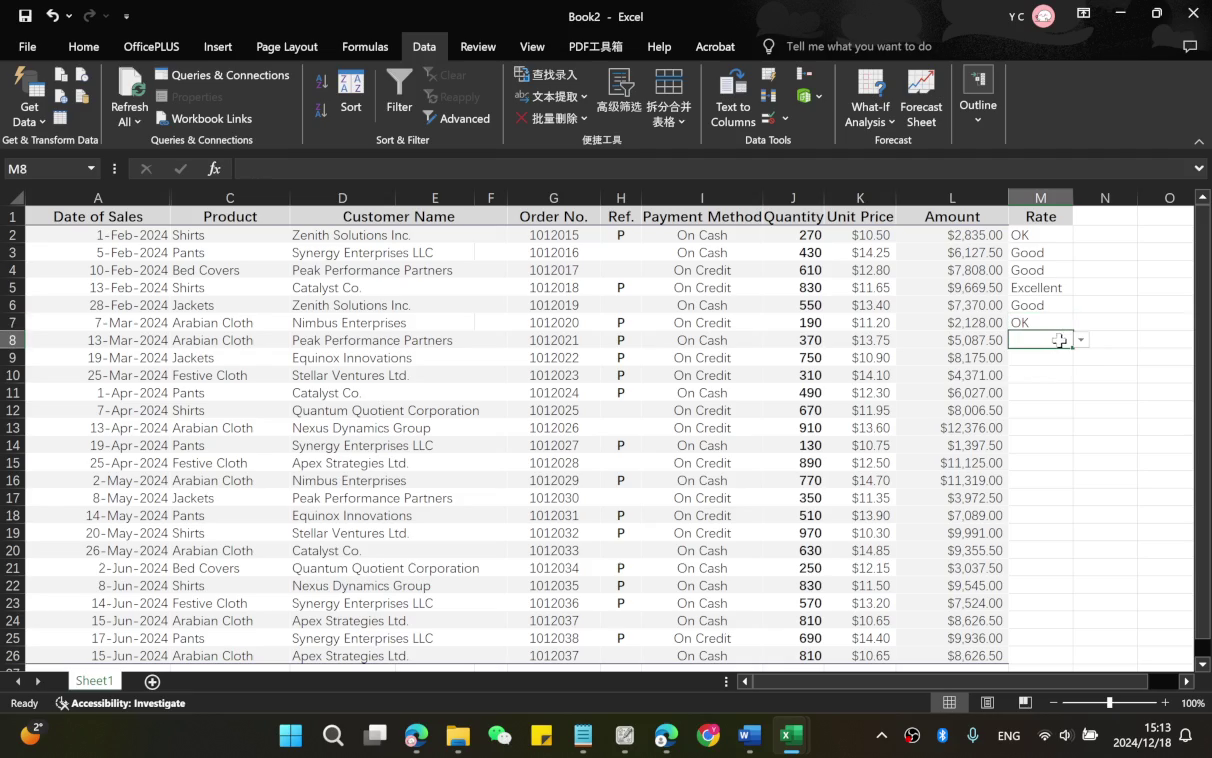 Book2 - Excel
Y C
File Home OfficePLUS Insert Page Layout Formulas Data Review View PDF工具箱 Help Acrobat Tell me what you want to do
Get Data
Refresh All
Queries & Connections
Properties
Workbook Links
Sort
Filter
Clear
Reapply
Advanced
查找录入
文本提取
批量删除
高级筛选
拆分合并表格
Text to Columns
What-If Analysis
Forecast Sheet
Outline
Get & Transform Data Queries & Connections Sort & Filter 便捷工具 Data Tools Forecast
M8 fx
A C D E F G H I J K L M N O
1 Date of Sales Product Customer Name Order No. Ref. Payment Method Quantity Unit Price Amount Rate
2 1-Feb-2024 Shirts Zenith Solutions Inc. 1012015 P On Cash 270 $10.50 $2,835.00 OK
3 5-Feb-2024 Pants Synergy Enterprises LLC 1012016 On Cash 430 $14.25 $6,127.50 Good
4 10-Feb-2024 Bed Covers Peak Performance Partners 1012017 On Credit 610 $12.80 $7,808.00 Good
5 13-Feb-2024 Shirts Catalyst Co. 1012018 P On Credit 830 $11.65 $9,669.50 Excellent
6 28-Feb-2024 Jackets Zenith Solutions Inc. 1012019 On Cash 550 $13.40 $7,370.00 Good
7 7-Mar-2024 Arabian Cloth Nimbus Enterprises 1012020 P On Credit 190 $11.20 $2,128.00 OK
8 13-Mar-2024 Arabian Cloth Peak Performance Partners 1012021 P On Cash 370 $13.75 $5,087.50
9 19-Mar-2024 Jackets Equinox Innovations 1012022 P On Credit 750 $10.90 $8,175.00
10 25-Mar-2024 Festive Cloth Stellar Ventures Ltd. 1012023 P On Credit 310 $14.10 $4,371.00
11 1-Apr-2024 Pants Catalyst Co. 1012024 P On Cash 490 $12.30 $6,027.00
12 7-Apr-2024 Shirts Quantum Quotient Corporation 1012025 On Credit 670 $11.95 $8,006.50
13 13-Apr-2024 Arabian Cloth Nexus Dynamics Group 1012026 On Credit 910 $13.60 $12,376.00
14 19-Apr-2024 Pants Synergy Enterprises LLC 1012027 P On Cash 130 $10.75 $1,397.50
15 25-Apr-2024 Festive Cloth Apex Strategies Ltd. 1012028 On Credit 890 $12.50 $11,125.00
16 2-May-2024 Arabian Cloth Nimbus Enterprises 1012029 P On Cash 770 $14.70 $11,319.00
17 8-May-2024 Jackets Peak Performance Partners 1012030 On Credit 350 $11.35 $3,972.50
18 14-May-2024 Pants Equinox Innovations 1012031 P On Credit 510 $13.90 $7,089.00
19 20-May-2024 Shirts Stellar Ventures Ltd. 1012032 P On Credit 970 $10.30 $9,991.00
20 26-May-2024 Arabian Cloth Catalyst Co. 1012033 On Cash 630 $14.85 $9,355.50
21 2-Jun-2024 Bed Covers Quantum Quotient Corporation 1012034 P On Cash 250 $12.15 $3,037.50
22 8-Jun-2024 Shirts Nexus Dynamics Group 1012035 P On Cash 830 $11.50 $9,545.00
23 14-Jun-2024 Festive Cloth Synergy Enterprises LLC 1012036 P On Cash 570 $13.20 $7,524.00
24 15-Jun-2024 Arabian Cloth Apex Strategies Ltd. 1012037 On Cash 810 $10.65 $8,626.50
25 17-Jun-2024 Pants Synergy Enterprises LLC 1012038 P On Credit 690 $14.40 $9,936.00
26 15-Jun-2024 Arabian Cloth Apex Strategies Ltd. 1012037 On Cash 810 $10.65 $8,626.50
Sheet1
Ready Accessibility: Investigate 100%
2° ENG 15:13
2024/12/18